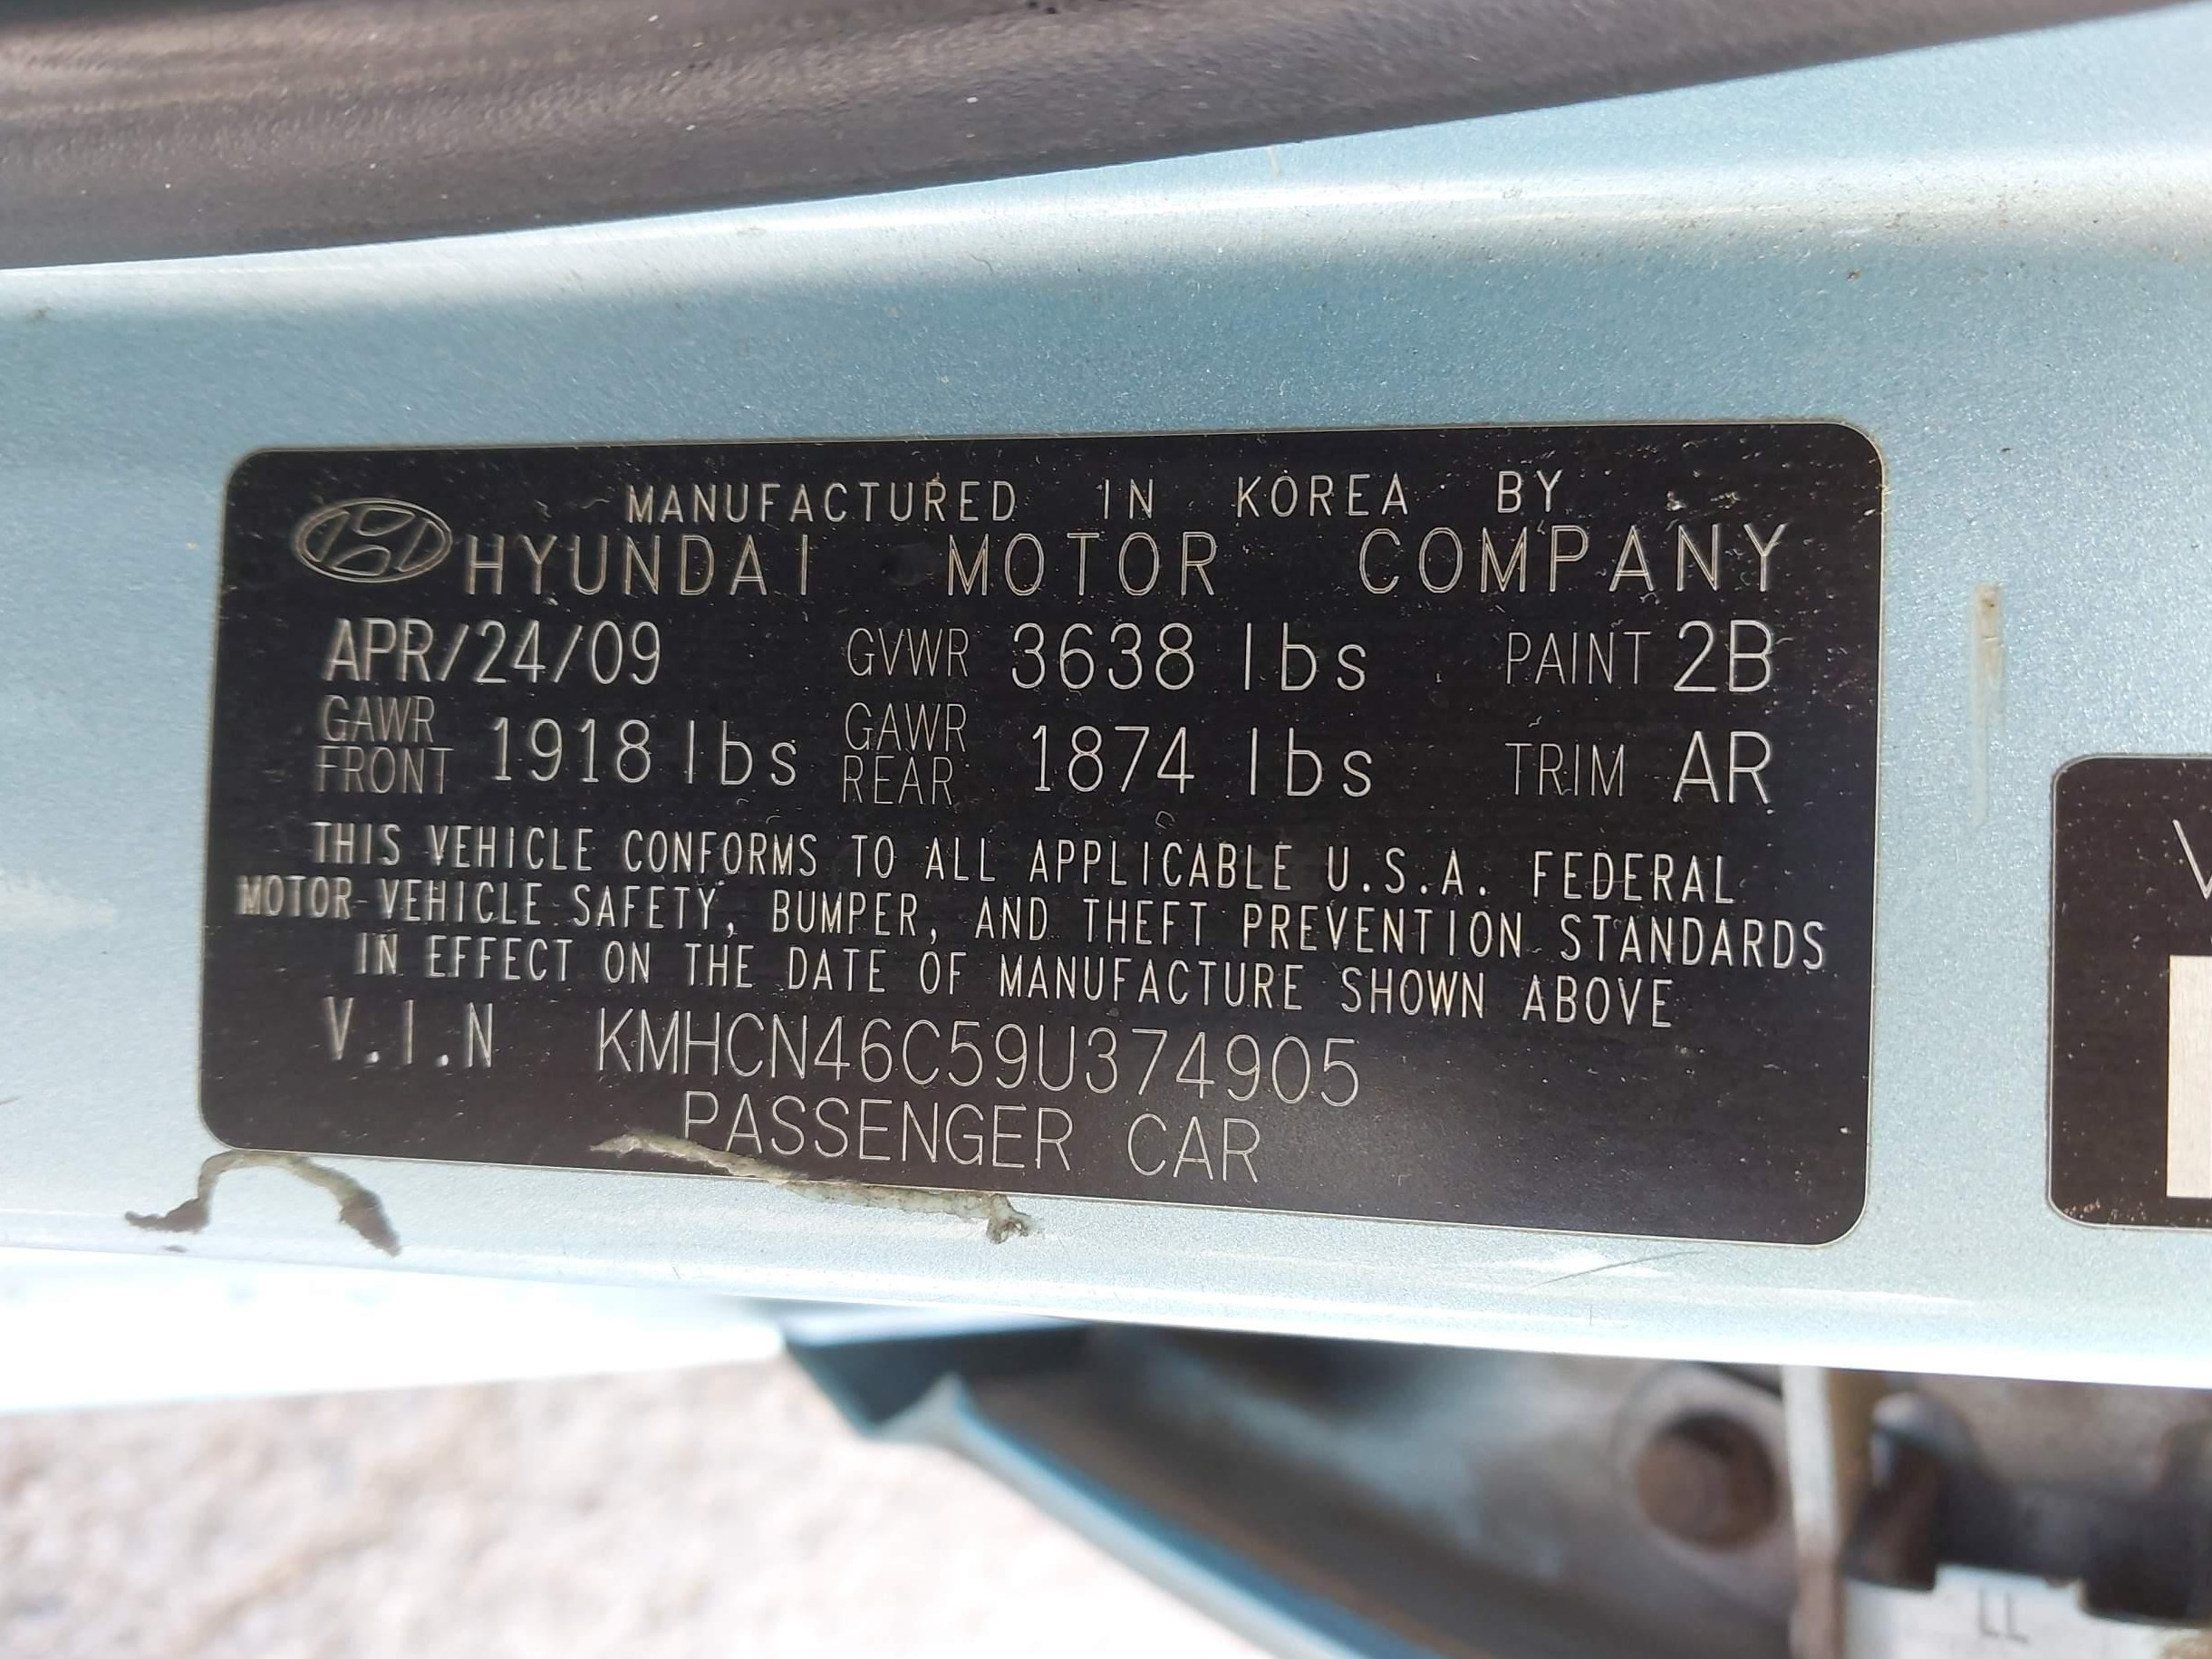 MANUFACTURED IN KOREA BY
HYUNDAI MOTOR COMPANY
APR/24/09 GVWR 3638 lbs PAINT 2B
GAWR FRONT 1918 lbs GAWR REAR 1874 lbs TRIM AR
THIS VEHICLE CONFORMS TO ALL APPLICABLE U.S.A. FEDERAL
MOTOR VEHICLE SAFETY, BUMPER, AND THEFT PREVENTION STANDARDS
IN EFFECT ON THE DATE OF MANUFACTURE SHOWN ABOVE
V.I.N KMHCN46C59U374905
PASSENGER CAR